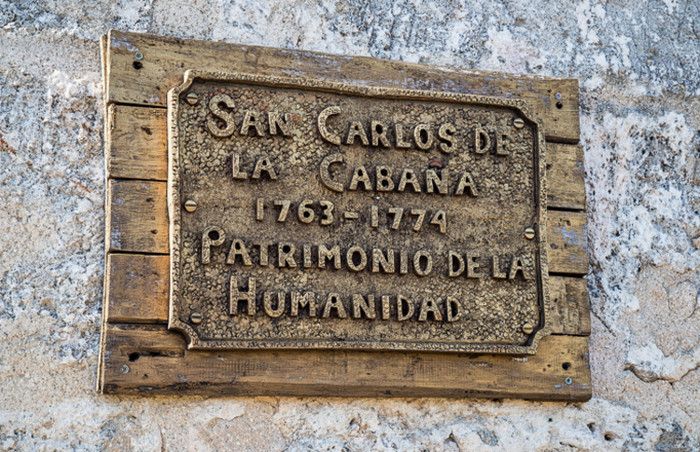 San Carlos de
la Cabaña
1763-1774
Patrimonio de la
Humanidad